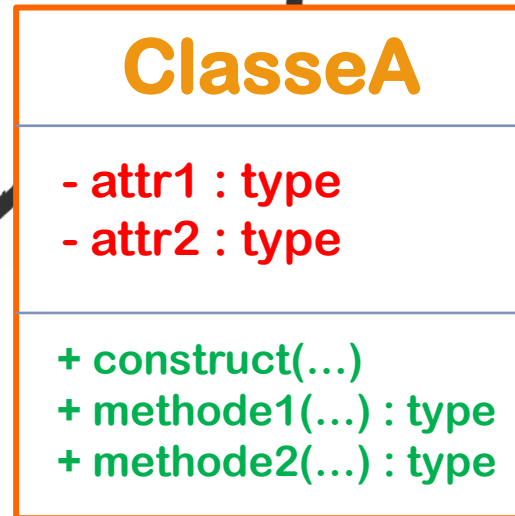 ClasseA
- attr1 : type
- attr2 : type
+ construct(...)
+ methode1(...) : type
+ methode2(...) : type